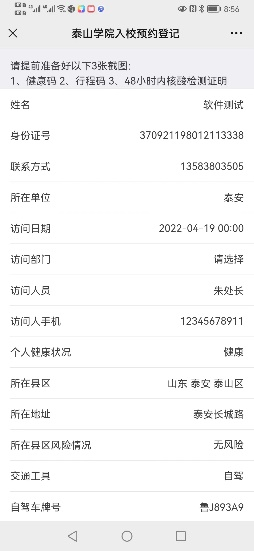 8:56
泰山学院入校预约登记
请提前准备好以下3张截图:
1、健康码 2、行程码 3、48小时内核酸检测证明
姓名 软件测试
身份证号 370921198012113338
联系方式 13583803505
所在单位 泰安
访问日期 2022-04-19 00:00
访问部门 请选择
访问人员 朱处长
访问人手机 12345678911
个人健康状况 健康
所在县区 山东 泰安 泰山区
所在地址 泰安长城路
所在县区风险情况 无风险
交通工具 自驾
自驾车牌号 鲁J893A9